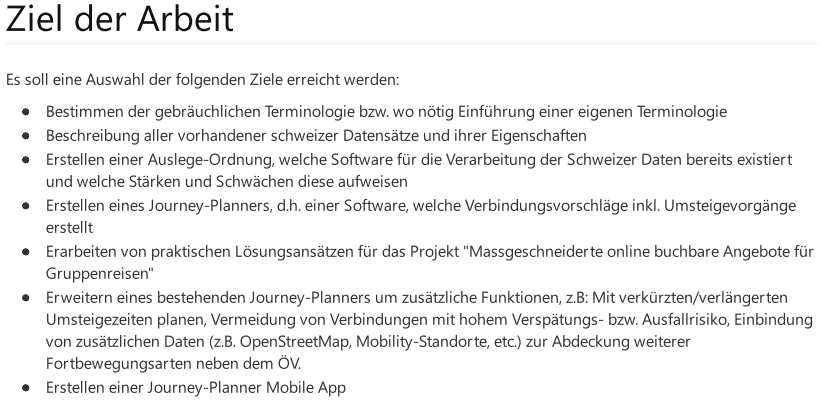 Ziel der Arbeit
Es soll eine Auswahl der folgenden Ziele erreicht werden:
● Bestimmen der gebräuchlichen Terminologie bzw. wo nötig Einführung einer eigenen Terminologie
● Beschreibung aller vorhandener schweizer Datensätze und ihrer Eigenschaften
● Erstellen einer Auslege-Ordnung, welche Software für die Verarbeitung der Schweizer Daten bereits existiert
und welche Stärken und Schwächen diese aufweisen
● Erstellen eines Journey-Planners, d.h. einer Software, welche Verbindungsvorschläge inkl. Umsteigevorgänge
erstellt
● Erarbeiten von praktischen Lösungsansätzen für das Projekt "Massgeschneiderte online buchbare Angebote für
Gruppenreisen"
● Erweitern eines bestehenden Journey-Planners um zusätzliche Funktionen, z.B: Mit verkürzten/verlängerten
Umsteigezeiten planen, Vermeidung von Verbindungen mit hohem Verspätungs- bzw. Ausfallrisiko, Einbindung
von zusätzlichen Daten (z.B. OpenStreetMap, Mobility-Standorte, etc.) zur Abdeckung weiterer
Fortbewegungsarten neben dem ÖV.
● Erstellen einer Journey-Planner Mobile App